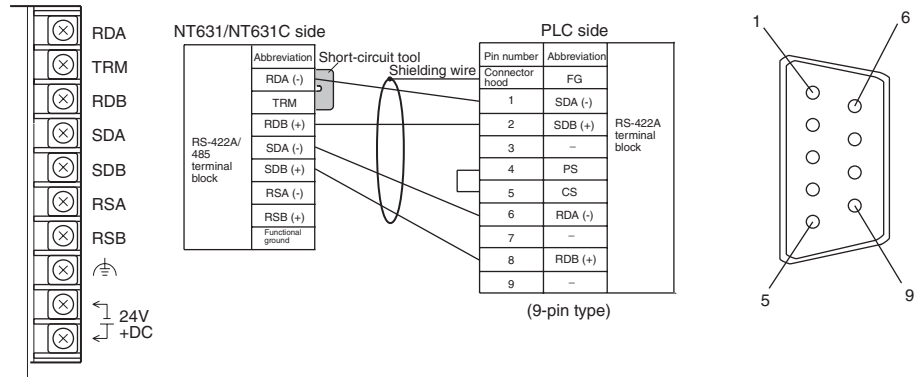 RDA
TRM
RDB
SDA
SDB
RSA
RSB
24V
+DC
NT631/NT631C side
Abbreviation
Short-circuit tool
RS-422A/
485
terminal
block
RDA (-)
TRM
RDB (+)
SDA (-)
SDB (+)
RSA (-)
RSB (+)
Functional
ground
Shielding wire
PLC side
Pin number Abbreviation
Connector
hood FG
1 SDA (-)
2 SDB (+)
3 –
4 PS
5 CS
6 RDA (-)
7 –
8 RDB (+)
9 –
RS-422A
terminal
block
(9-pin type)
1
6
5
9